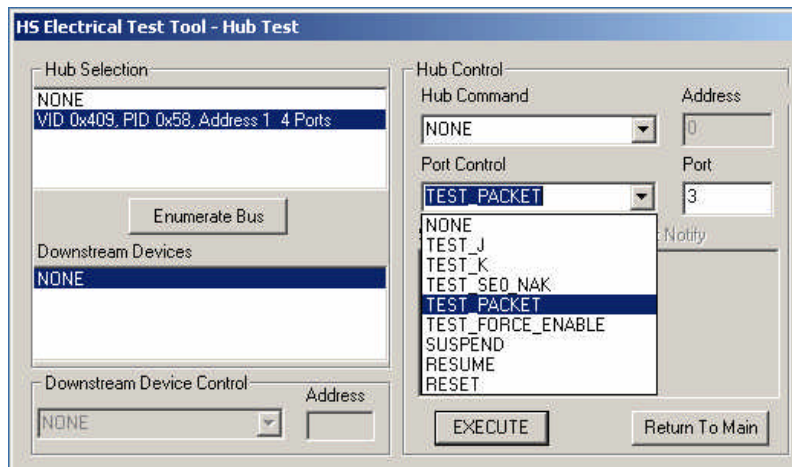 HS Electrical Test Tool - Hub Test
Hub Selection
NONE
VID 0x409, PID 0x58, Address 1 4 Ports
Enumerate Bus
Downstream Devices
NONE
Downstream Device Control
Address
NONE
Hub Control
Hub Command
Address
NONE
0
Port Control
Port
TEST_PACKET
3
Notify
NONE
TEST_J
TEST_K
TEST_SE0_NAK
TEST_PACKET
TEST_FORCE_ENABLE
SUSPEND
RESUME
RESET
EXECUTE
Return To Main